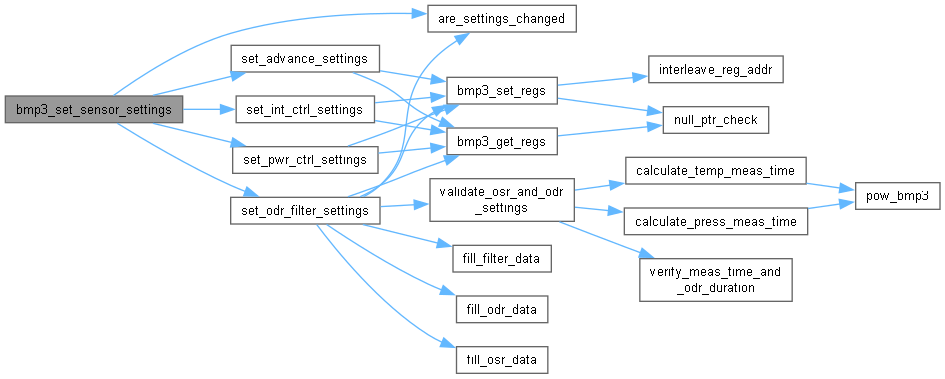 are_settings_changed
set_advance_settings
interleave_reg_addr
bmp3_set_regs
bmp3_set_sensor_settings
set_int_ctrl_settings
null_ptr_check
bmp3_get_regs
set_pwr_ctrl_settings
calculate_temp_meas_time
validate_osr_and_odr
_settings
pow_bmp3
set_odr_filter_settings
calculate_press_meas_time
fill_filter_data
verify_meas_time_and
_odr_duration
fill_odr_data
fill_osr_data